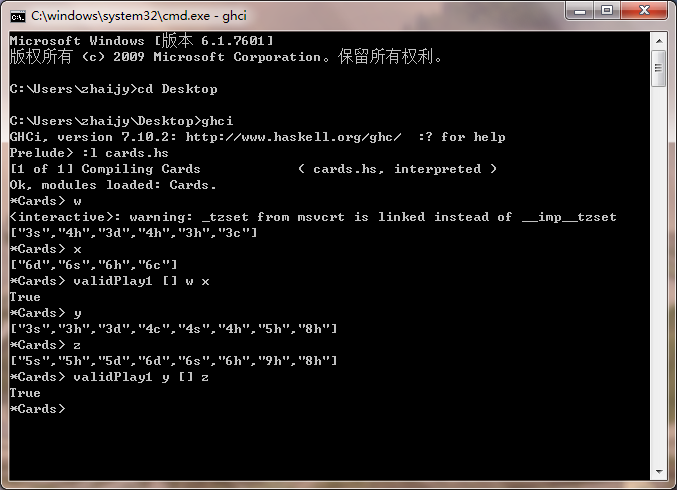 C:\windows\system32\cmd.exe - ghci
Microsoft Windows [版本 6.1.7601]
版权所有 (c) 2009 Microsoft Corporation。保留所有权利。
C:\Users\zhaijy>cd Desktop
C:\Users\zhaijy\Desktop>ghci
GHCi, version 7.10.2: http://www.haskell.org/ghc/  :? for help
Prelude> :l cards.hs
[1 of 1] Compiling Cards            ( cards.hs, interpreted )
Ok, modules loaded: Cards.
*Cards> w
<interactive>: warning: _tzset from msvcrt is linked instead of __imp__tzset
["3s","4h","3d","4h","3h","3c"]
*Cards> x
["6d","6s","6h","6c"]
*Cards> validPlay1 [] w x
True
*Cards> y
["3s","3h","3d","4c","4s","4h","5h","8h"]
*Cards> z
["5s","5h","5d","6d","6s","6h","9h","8h"]
*Cards> validPlay1 y [] z
True
*Cards>